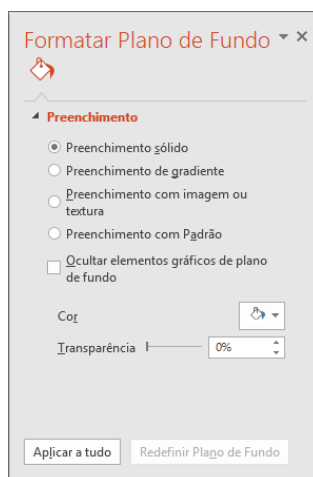 Formatar Plano de Fundo
Preenchimento
Preenchimento sólido
Preenchimento de gradiente
Preenchimento com imagem ou
textura
Preenchimento com Padrão
Ocultar elementos gráficos de plano
de fundo
Cor
Transparência 0%
Aplicar a tudo Redefinir Plano de Fundo